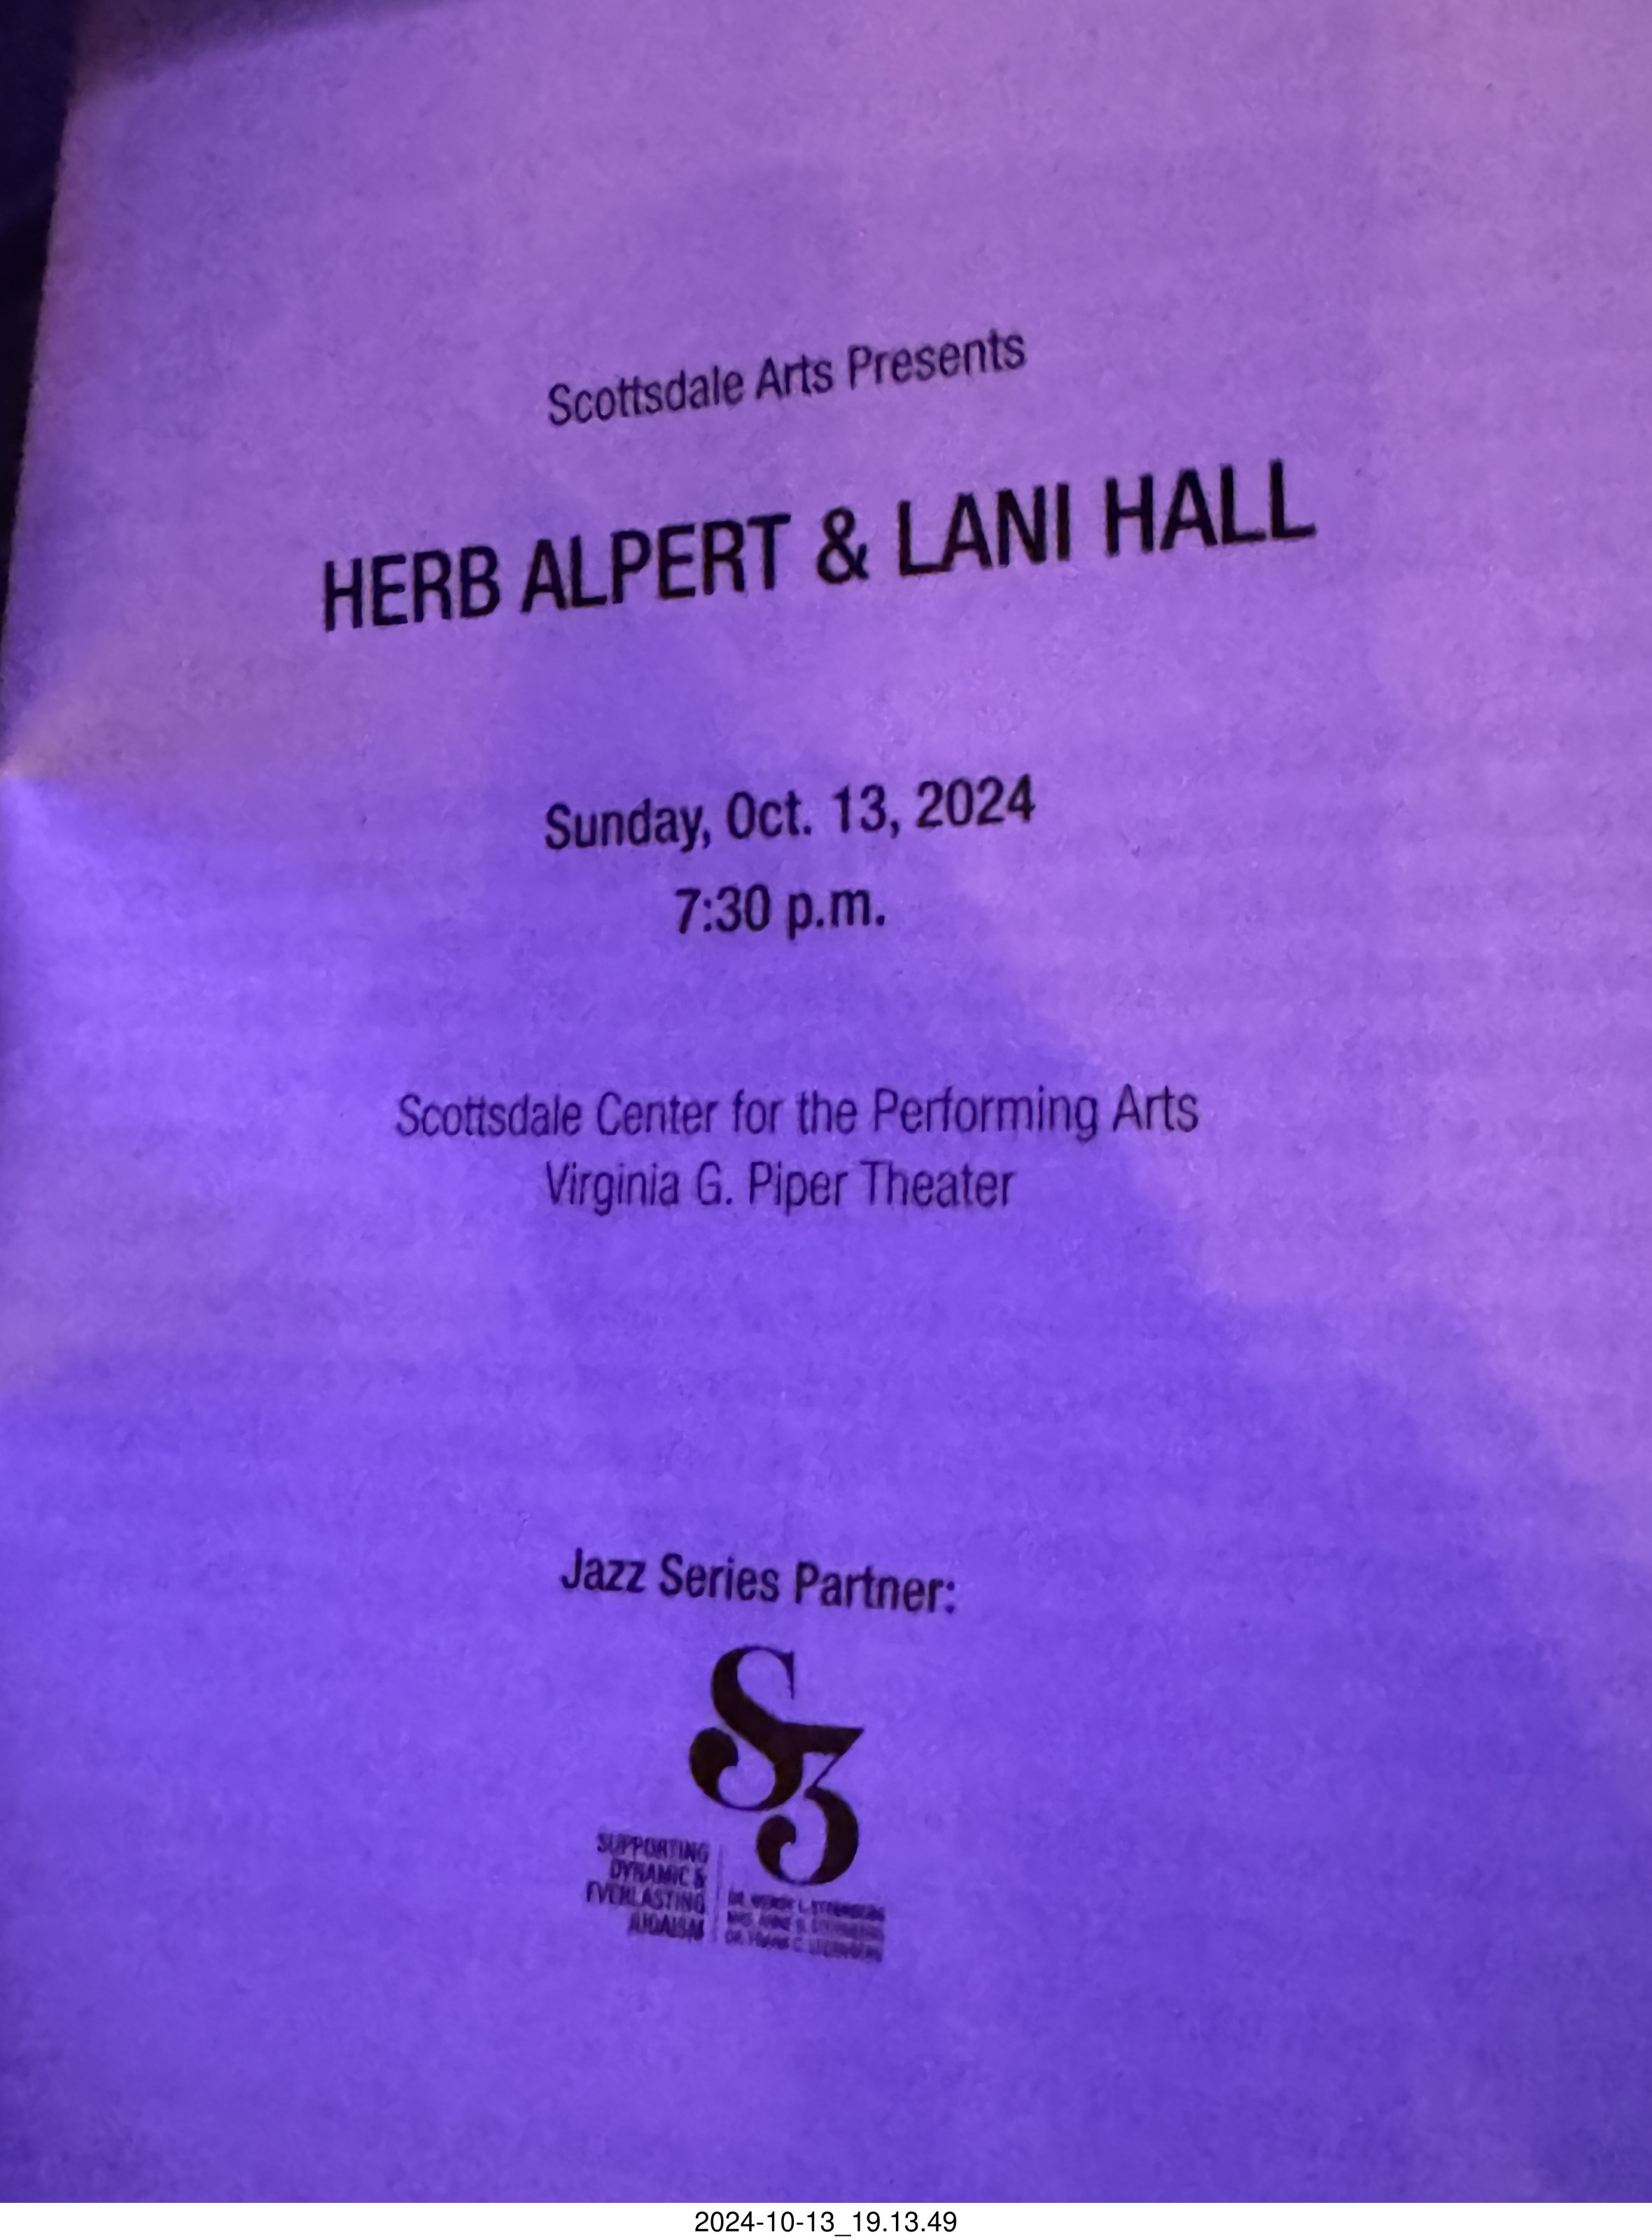 Scottsdale Arts Presents
HERB ALPERT & LANI HALL
Sunday, Oct. 13, 2024
7:30 p.m.
Scottsdale Center for the Performing Arts
Virginia G. Piper Theater
Jazz Series Partner:
S3
SUPPORTING
DYNAMIC &
EVERLASTING
JUDAISM
2024-10-13_19.13.49